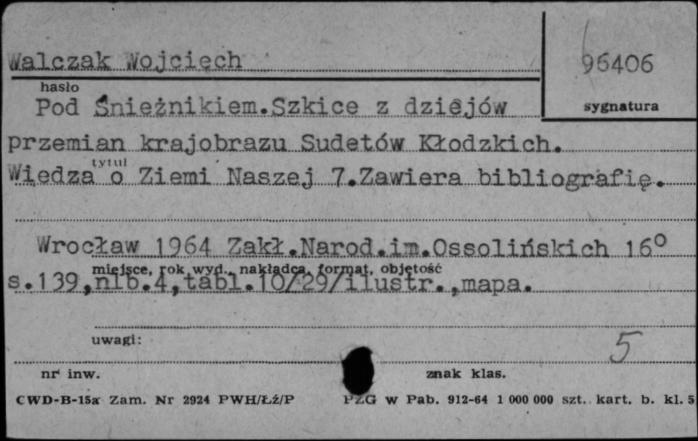 Walczak Wojciech
96406
hasło
sygnatura
Pod Śnieżnikiem.Szkice z dziejów
przemian krajobrazu Sudetów Kłodzkich.
tytuł
Wiedza o Ziemi Naszej 7.Zawiera bibliografię.
Wrocław 1964 Zakł.Narod.im.Ossolińskich 16°
miejsce, rok wyd., nakładca, format, objętość
s.139,nlb.4,tabl.10/29/ilustr.,mapa.
uwagi:
5
nr inw.
znak klas.
CWD-B-15a Zam. Nr 2924 PWH/Łź/P
PZG w Pab. 912-64 1 000 000 szt. kart. b. kl. 5